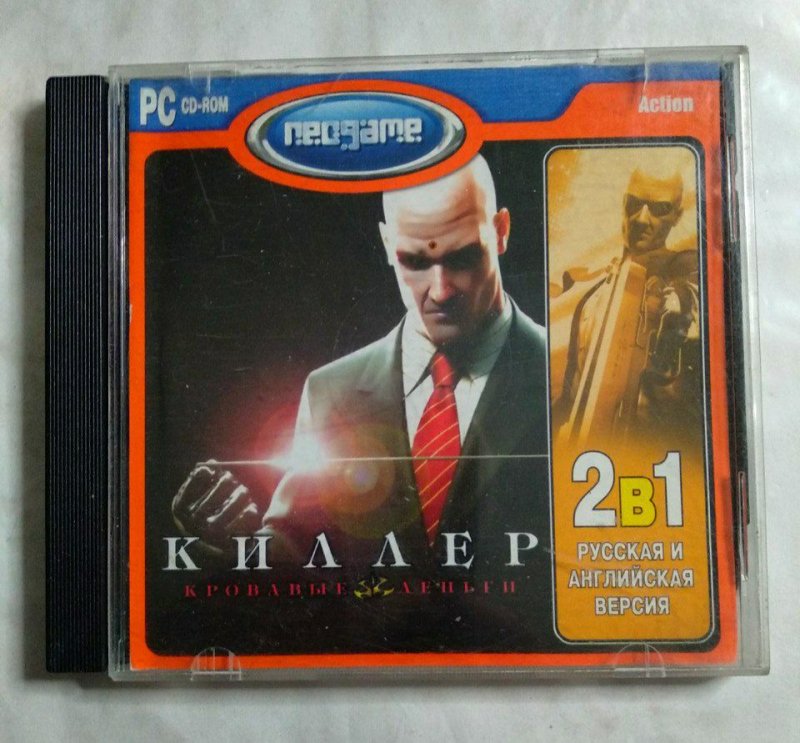 PC CD-ROM
neogame
Action
КИЛЛЕР
КРОВАВЫЕ ДЕНЬГИ
2в1
РУССКАЯ И
АНГЛИЙСКАЯ
ВЕРСИЯ